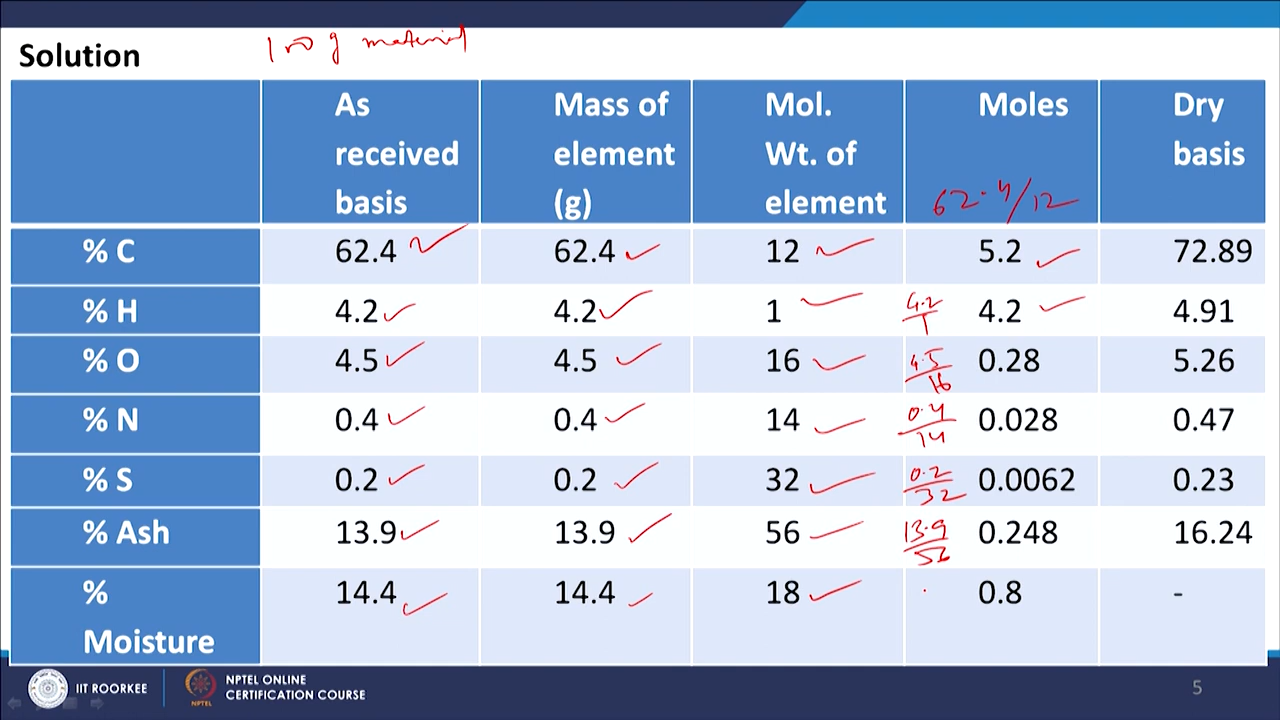 Solution
100 g material
As received basis
Mass of element (g)
Mol. Wt. of element
Moles
62.4/12
Dry basis
% C 62.4 62.4 12 5.2 72.89
% H 4.2 4.2 1 4.2/1 4.2 4.91
% O 4.5 4.5 16 4.5/16 0.28 5.26
% N 0.4 0.4 14 0.4/14 0.028 0.47
% S 0.2 0.2 32 0.2/32 0.0062 0.23
% Ash 13.9 13.9 56 13.9/56 0.248 16.24
% Moisture 14.4 14.4 18 0.8 -
IIT ROORKEE
NPTEL ONLINE
CERTIFICATION COURSE
5